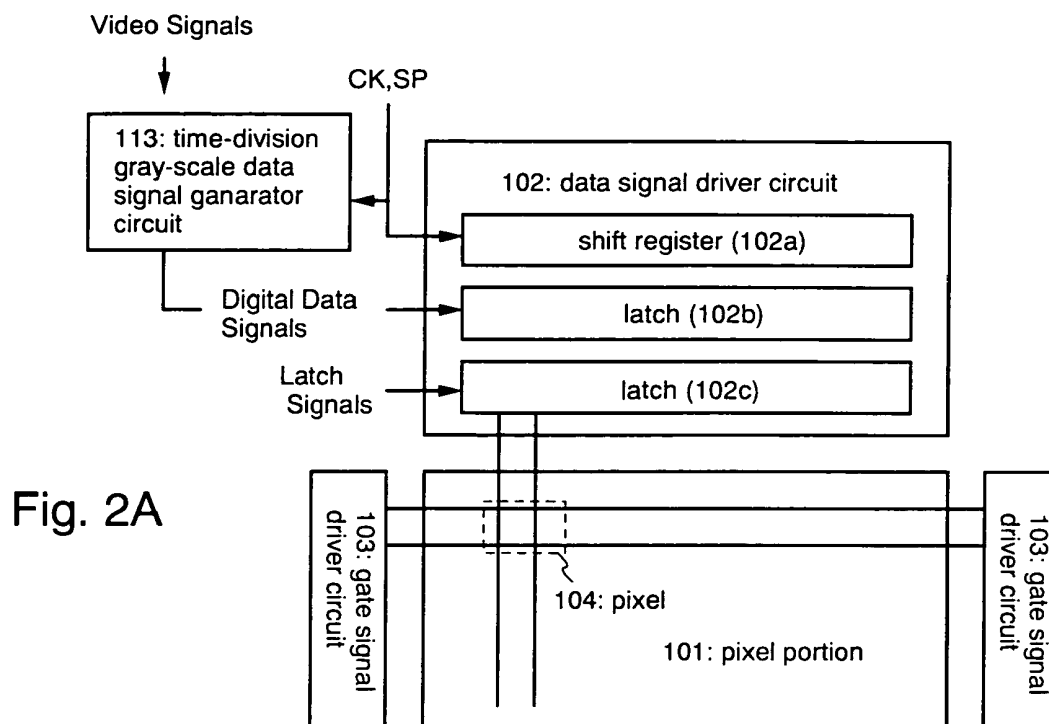 Video Signals
CK,SP
113: time-division
gray-scale data
signal ganarator
circuit
102: data signal driver circuit
shift register (102a)
Digital Data
Signals
latch (102b)
Latch
Signals
latch (102c)
Fig. 2A
103: gate signal
driver circuit
104: pixel
101: pixel portion
103: gate signal
driver circuit